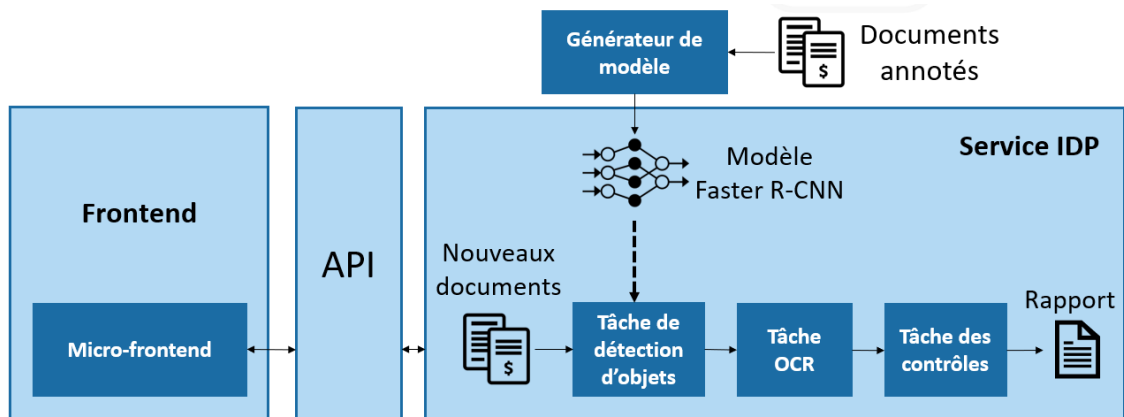 Générateur de
modèle
Documents
annotés
Service IDP
Modèle
Faster R-CNN
Frontend
API
Nouveaux
documents
Micro-frontend
$
$
Tâche de
détection
d'objets
Tâche
OCR
Tâche des
contrôles
Rapport